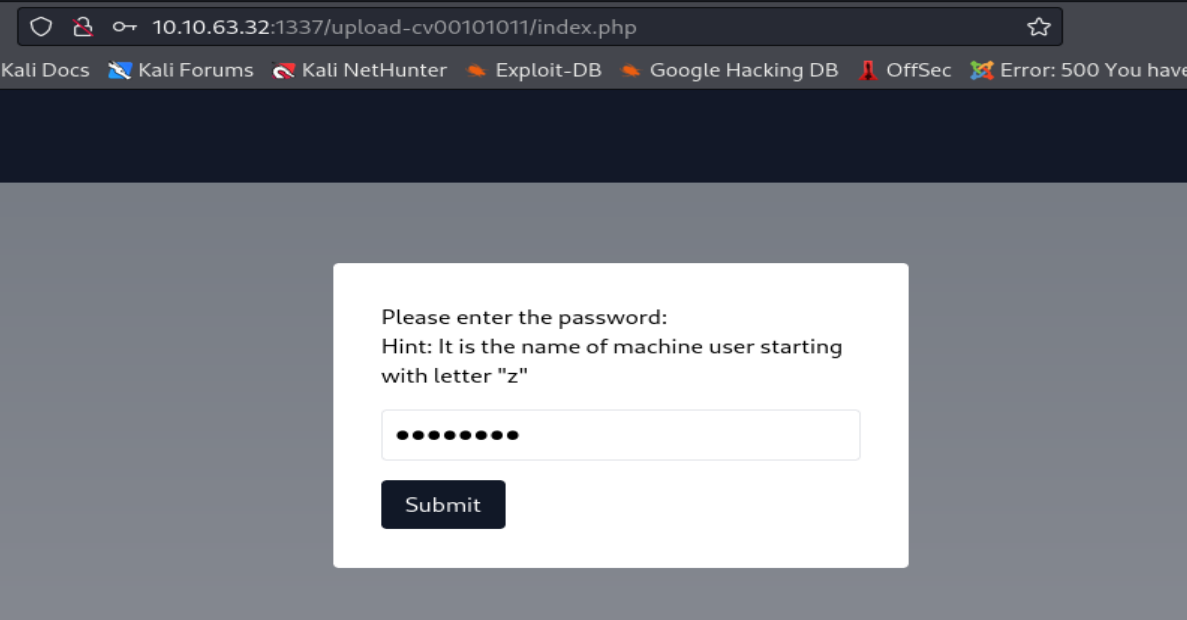 10.10.63.32:1337/upload-cv00101011/index.php
Kali Docs Kali Forums Kali NetHunter Exploit-DB Google Hacking DB OffSec Error: 500 You have
Please enter the password:
Hint: It is the name of machine user starting
with letter "z"
••••••••
Submit